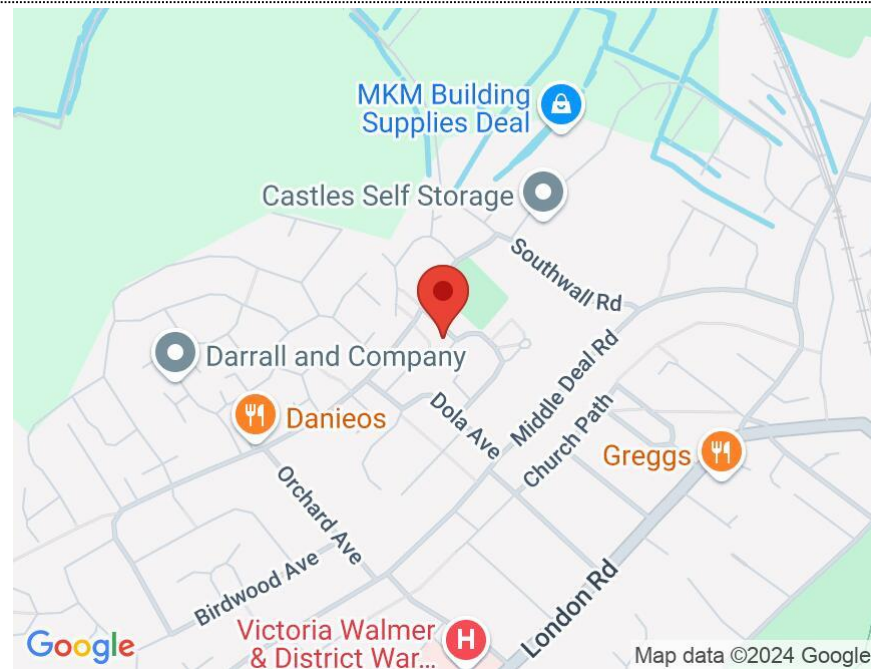 MKM Building
Supplies Deal
Castles Self Storage
Southwall Rd
Darrall and Company
Middle Deal Rd
Danieos
Dola Ave
Church Path
Greggs
Orchard Ave
Birdwood Ave
London Rd
Victoria Walmer
& District War...
H
Google
Map data ©2024 Google